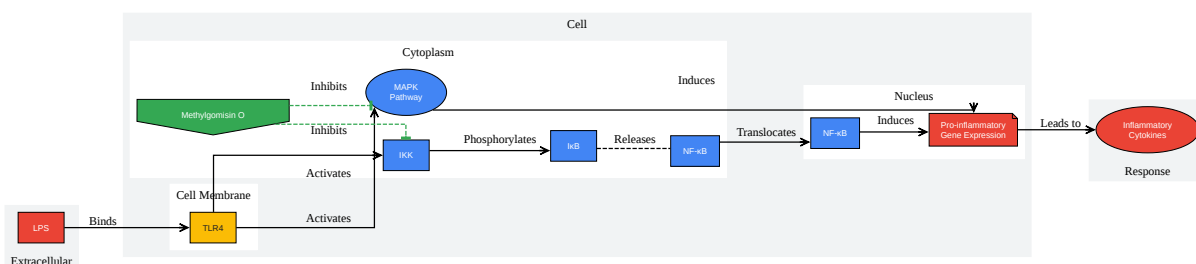 Cell
Cytoplasm
Inhibits
Induces
MAPK
Pathway
Methylgomisin O
Nucleus
Inhibits
Phosphorylates
Releases
Translocates
NF-κB
Induces
Pro-inflammatory
Gene Expression
Leads to
Inflammatory
Cytokines
IKK
IκB
NF-κB
Activates
Response
Cell Membrane
LPS
Binds
TLR4
Activates
Extracellular